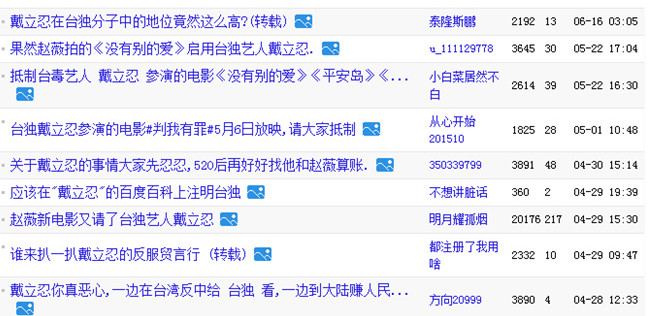 戴立忍在台独分子中的地位竟然这么高?(转载) 泰隆斯鹏 2192 13 06-16 03:05
果然赵薇拍的《没有别的爱》启用台独艺人戴立忍. u_111129778 3645 30 05-22 17:04
抵制台毒艺人 戴立忍 参演的电影《没有别的爱》《平安岛》《... 小白菜居然不 2614 39 05-22 16:30
白
台独戴立忍参演的电影#判我有罪#5月6日放映,请大家抵制 从心开始 1825 28 05-01 10:48
201510
关于戴立忍的事情大家先忍忍,520后再好好找他和赵薇算账. 350339799 3891 48 04-30 15:14
应该在"戴立忍"的百度百科上注明台独 不想讲脏话 360 2 04-29 19:39
赵薇新电影又请了台独艺人戴立忍 明月耀孤烟 20176 217 04-29 15:30
谁来扒一扒戴立忍的反服贸言行 (转载) 都注册了我用 2332 10 04-29 09:47
啥
戴立忍你真恶心,一边在台湾反中给 台独 看,一边到大陆赚人民... 方向20999 3890 4 04-28 12:33